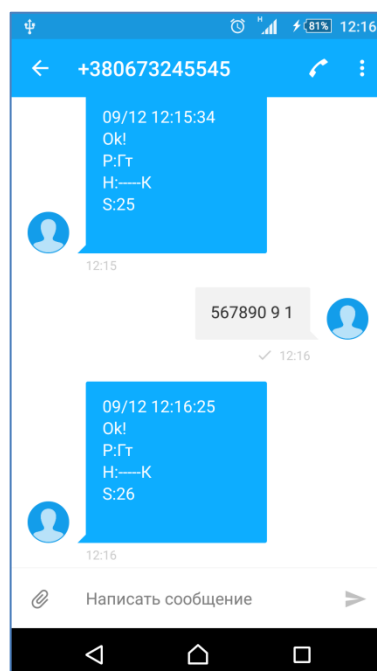 H 81% 12:16
+380673245545
09/12 12:15:34
Ok!
Р:Гт
Н:-----К
S:25
12:15
567890 9 1
12:16
09/12 12:16:25
Ok!
Р:Гт
Н:-----К
S:26
12:16
Написать сообщение